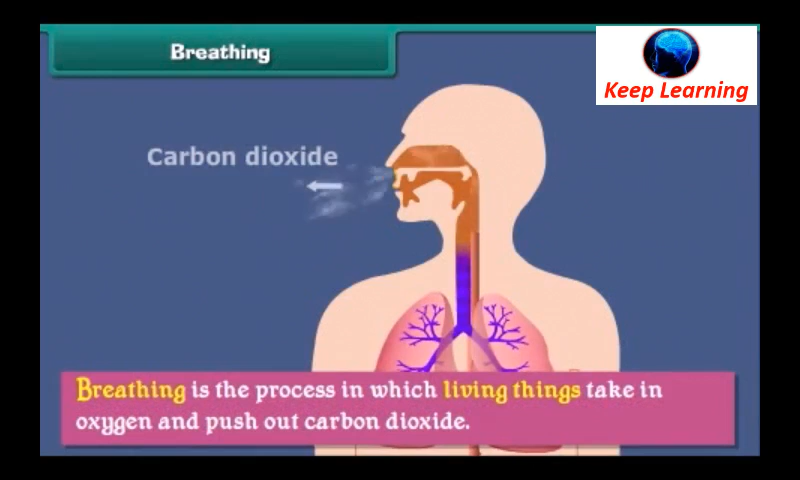 Breathing
Keep Learning
Carbon dioxide
Breathing is the process in which living things take in
oxygen and push out carbon dioxide.